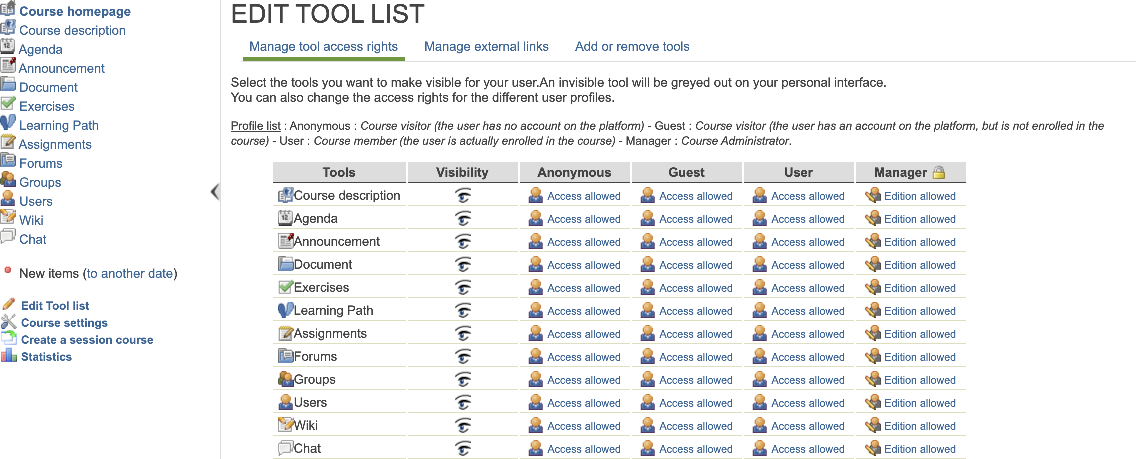 Course homepage
Course description
Agenda
Announcement
Document
Exercises
Learning Path
Assignments
Forums
Groups
Users
Wiki
Chat
New items (to another date)
Edit Tool list
Course settings
Create a session course
Statistics
EDIT TOOL LIST
Manage tool access rights Manage external links Add or remove tools
Select the tools you want to make visible for your user.An invisible tool will be greyed out on your personal interface.
You can also change the access rights for the different user profiles.
Profile list : Anonymous : Course visitor (the user has no account on the platform) - Guest : Course visitor (the user has an account on the platform, but is not enrolled in the
course) - User : Course member (the user is actually enrolled in the course) - Manager : Course Administrator.
Tools Visibility Anonymous Guest User Manager
Course description Access allowed Access allowed Access allowed Edition allowed
Agenda Access allowed Access allowed Access allowed Edition allowed
Announcement Access allowed Access allowed Access allowed Edition allowed
Document Access allowed Access allowed Access allowed Edition allowed
Exercises Access allowed Access allowed Access allowed Edition allowed
Learning Path Access allowed Access allowed Access allowed Edition allowed
Assignments Access allowed Access allowed Access allowed Edition allowed
Forums Access allowed Access allowed Access allowed Edition allowed
Groups Access allowed Access allowed Access allowed Edition allowed
Users Access allowed Access allowed Access allowed Edition allowed
Wiki Access allowed Access allowed Access allowed Edition allowed
Chat Access allowed Access allowed Access allowed Edition allowed